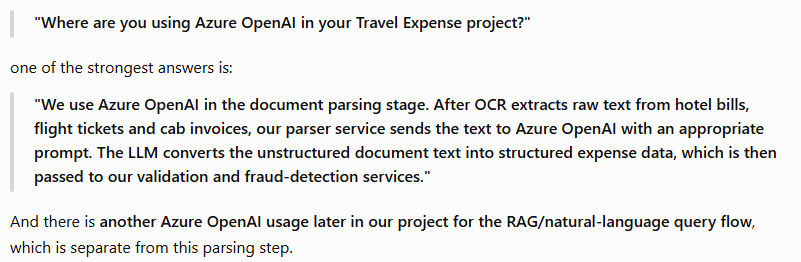 "Where are you using Azure OpenAI in your Travel Expense project?"
one of the strongest answers is:
"We use Azure OpenAI in the document parsing stage. After OCR extracts raw text from hotel bills,
flight tickets and cab invoices, our parser service sends the text to Azure OpenAI with an appropriate
prompt. The LLM converts the unstructured document text into structured expense data, which is then
passed to our validation and fraud-detection services."
And there is another Azure OpenAI usage later in our project for the RAG/natural-language query flow,
which is separate from this parsing step.